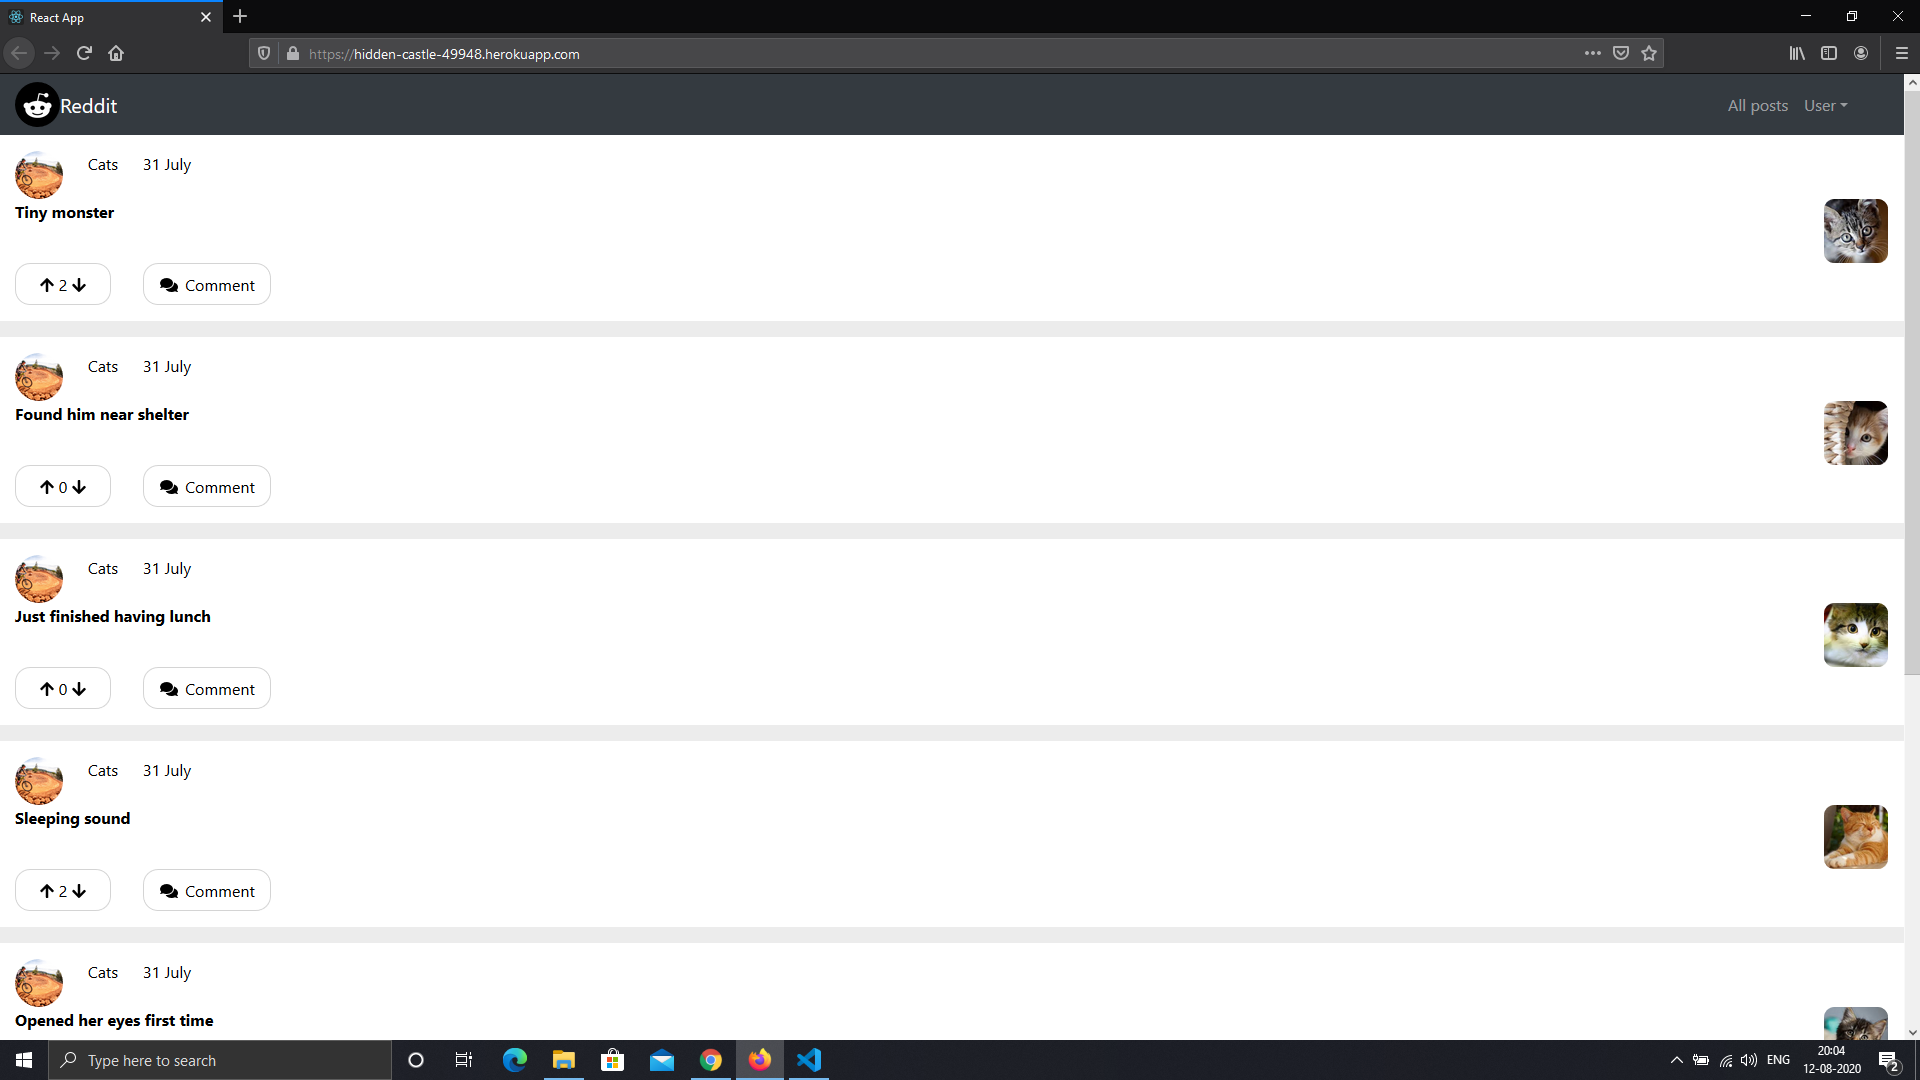 React App
https://hidden-castle-49948.herokuapp.com
Reddit
All posts User
Cats 31 July
Tiny monster
2 Comment
Cats 31 July
Found him near shelter
0 Comment
Cats 31 July
Just finished having lunch
0 Comment
Cats 31 July
Sleeping sound
2 Comment
Cats 31 July
Opened her eyes first time
Type here to search
ENG
20:04
12-08-2020
2